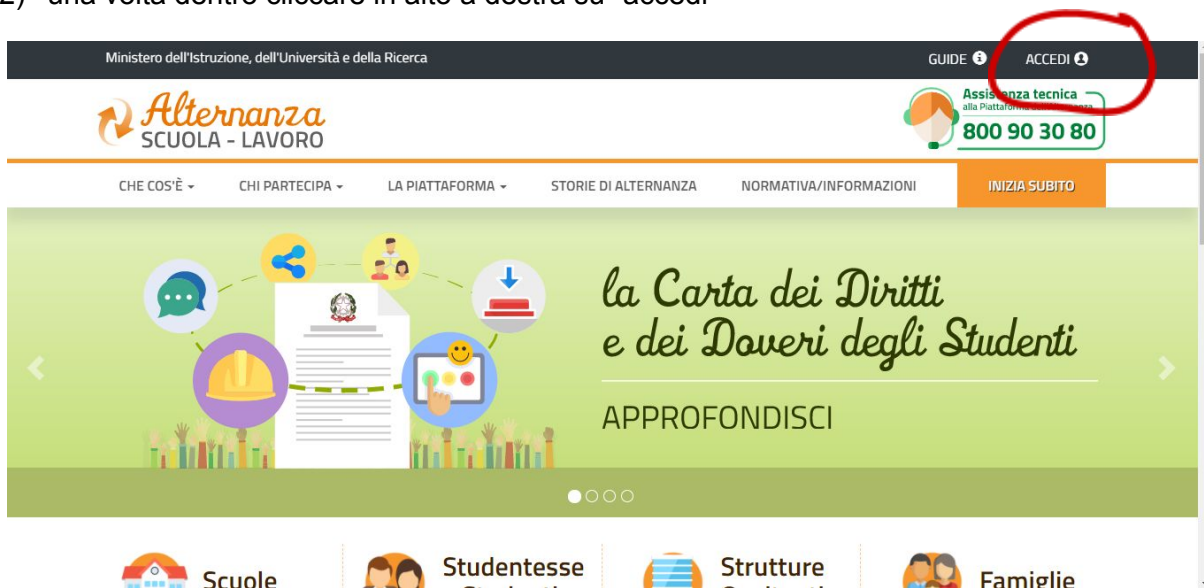 una volta dentro cliccare in alto a destra su "accedi"
Ministero dell'Istruzione, dell'Università e della Ricerca
GUIDE
ACCEDI
Alternanza
SCUOLA - LAVORO
Assistenza tecnica
alla Piattaforma
800 90 30 80
CHE COS'È
CHI PARTECIPA
LA PIATTAFORMA
STORIE DI ALTERNANZA
NORMATIVA/INFORMAZIONI
INIZIA SUBITO
la Carta dei Diritti
e dei Doveri degli Studenti
APPROFONDISCI
Scuole
Studentesse
Strutture
Famiglie